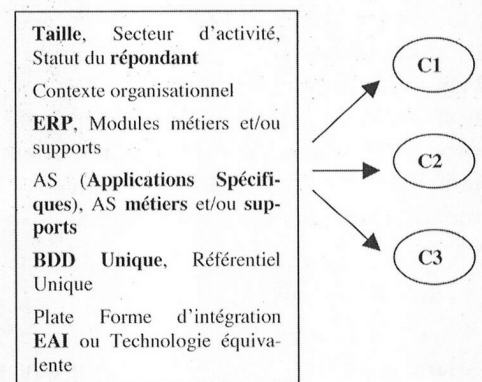 Taille, Secteur d'activité,
Statut du répondant
Contexte organisationnel
ERP, Modules métiers et/ou
supports
AS (Applications Spécifi-
ques), AS métiers et/ou sup-
ports
BDD Unique, Référentiel
Unique
Plate Forme d'intégration
EAI ou Technologie équiva-
lente
C1
C2
C3